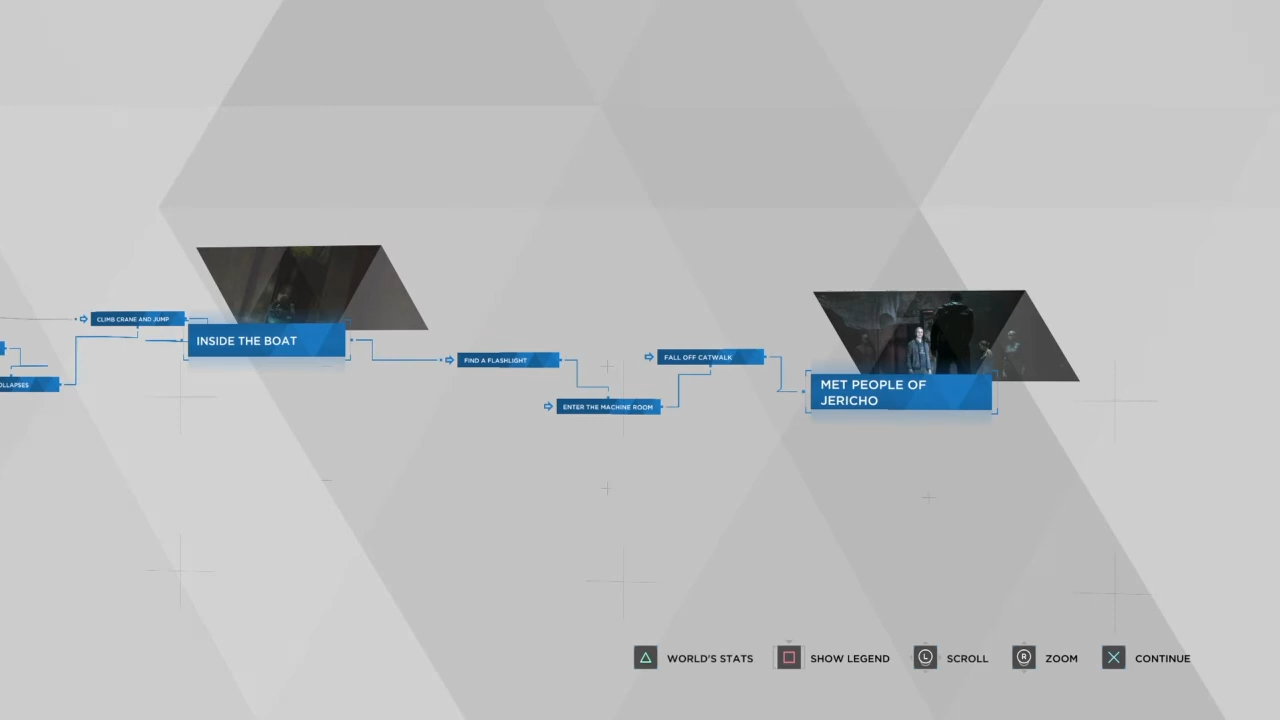 CLIMB CRANE AND JUMP
INSIDE THE BOAT
OLLAPSES
FIND A FLASHLIGHT
ENTER THE MACHINE ROOM
FALL OFF CATWALK
MET PEOPLE OF
JERICHO
WORLD'S STATS
SHOW LEGEND
L
SCROLL
R
ZOOM
CONTINUE